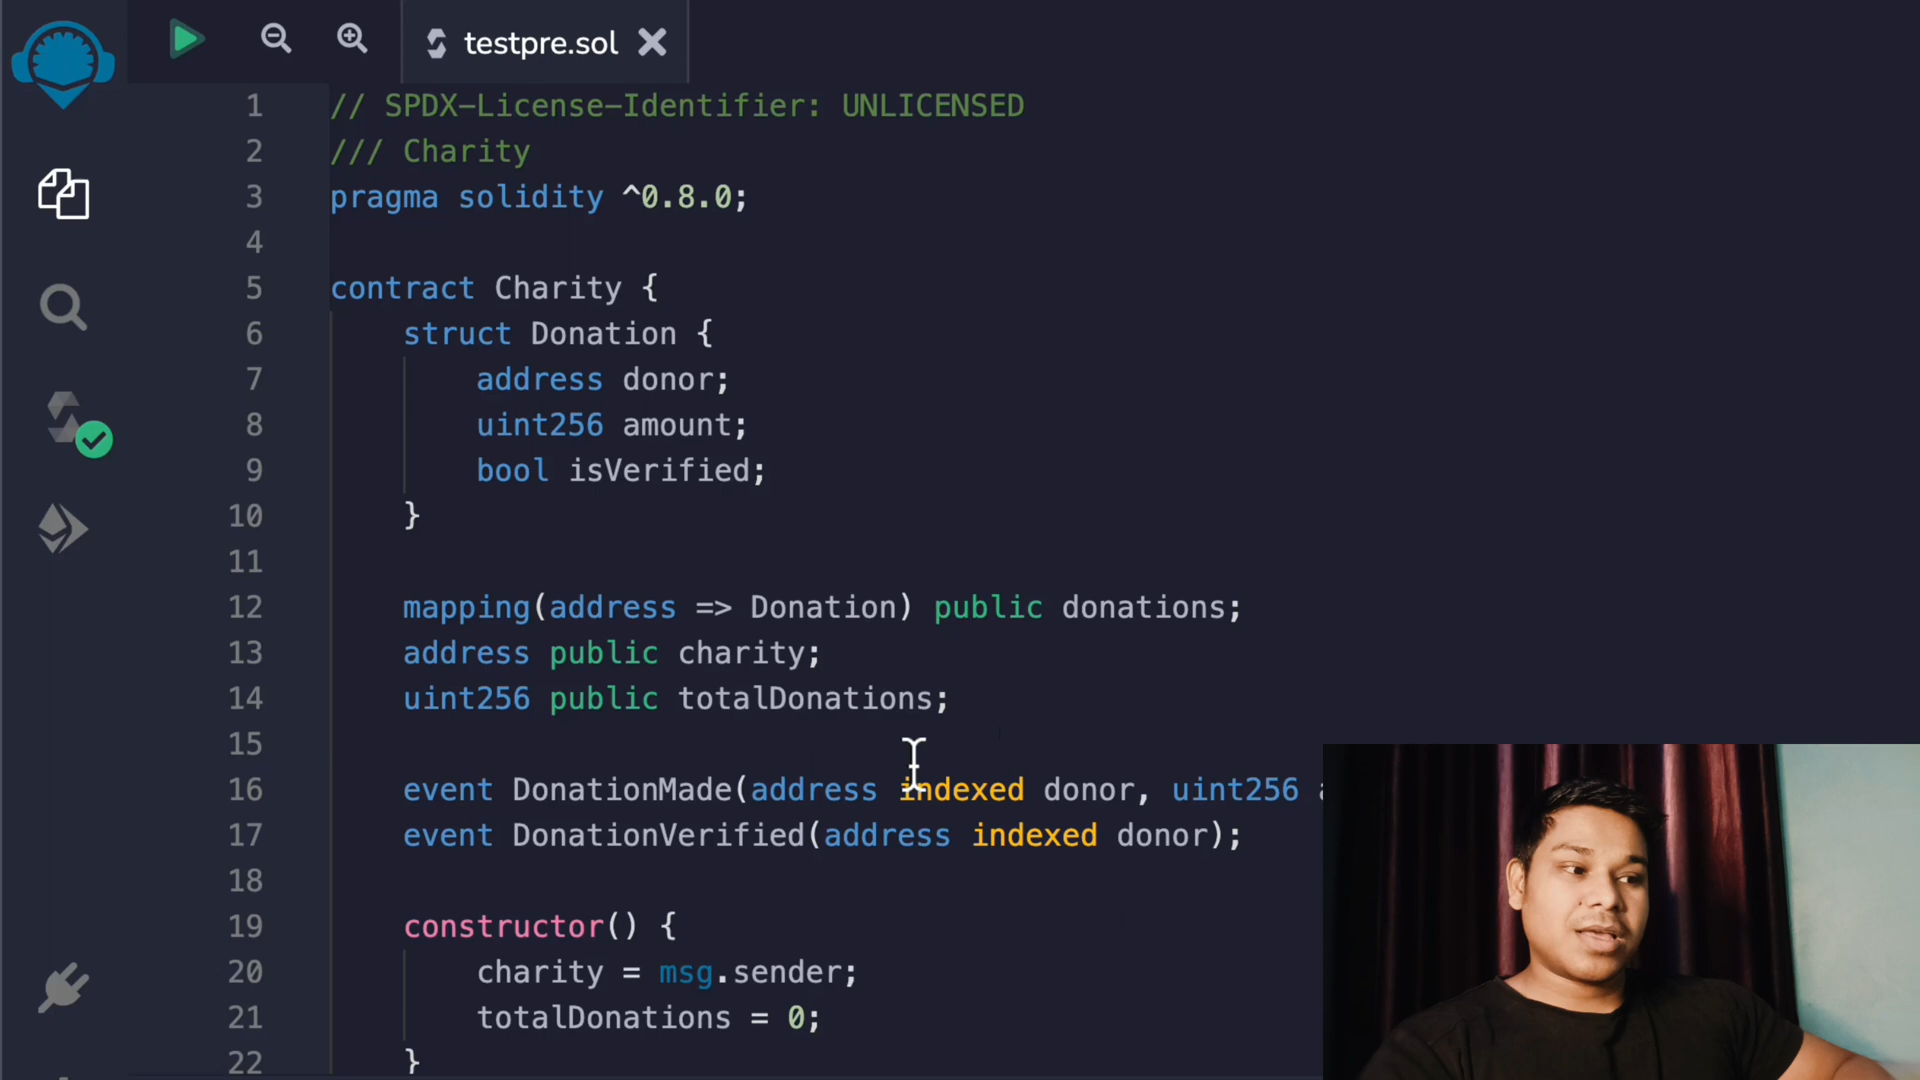 testpre.sol
1 // SPDX-License-Identifier: UNLICENSED
2 /// Charity
3 pragma solidity ^0.8.0;
4
5 contract Charity {
6 struct Donation {
7 address donor;
8 uint256 amount;
9 bool isVerified;
10 }
11
12 mapping(address => Donation) public donations;
13 address public charity;
14 uint256 public totalDonations;
15
16 event DonationMade(address indexed donor, uint256
17 event DonationVerified(address indexed donor);
18
19 constructor() {
20 charity = msg.sender;
21 totalDonations = 0;
22 }